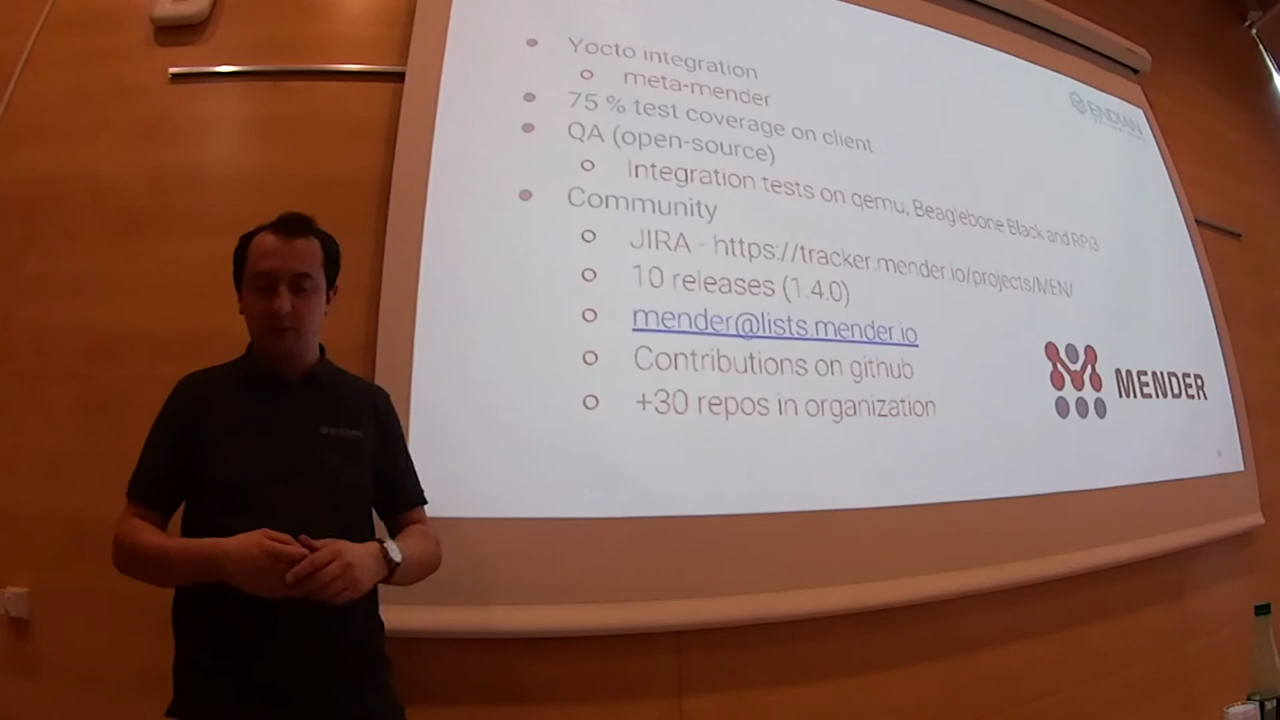 Yocto integration
meta-mender
75 % test coverage on client
QA (open-source)
Integration tests on qemu, Beaglebone Black and RPi3
Community
JIRA - https://tracker.mender.io/projects/MEN/
10 releases (1.4.0)
mender@lists.mender.io
Contributions on github
+30 repos in organization
ENDIAN
MENDER